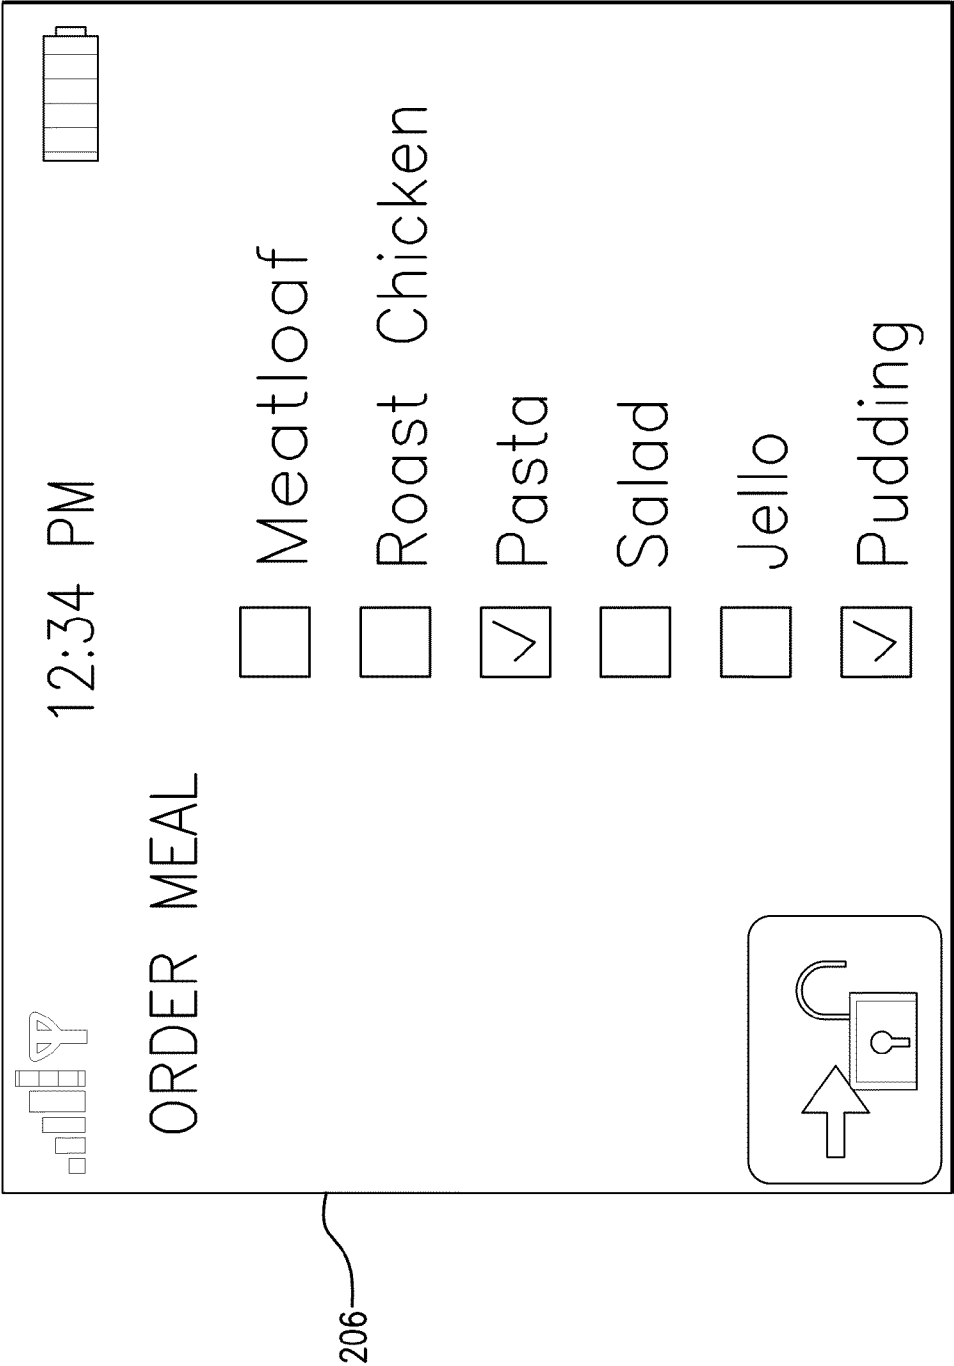 12:34 PM
ORDER MEAL
Meatloaf
Roast Chicken
Pasta
Salad
Jello
Pudding
206